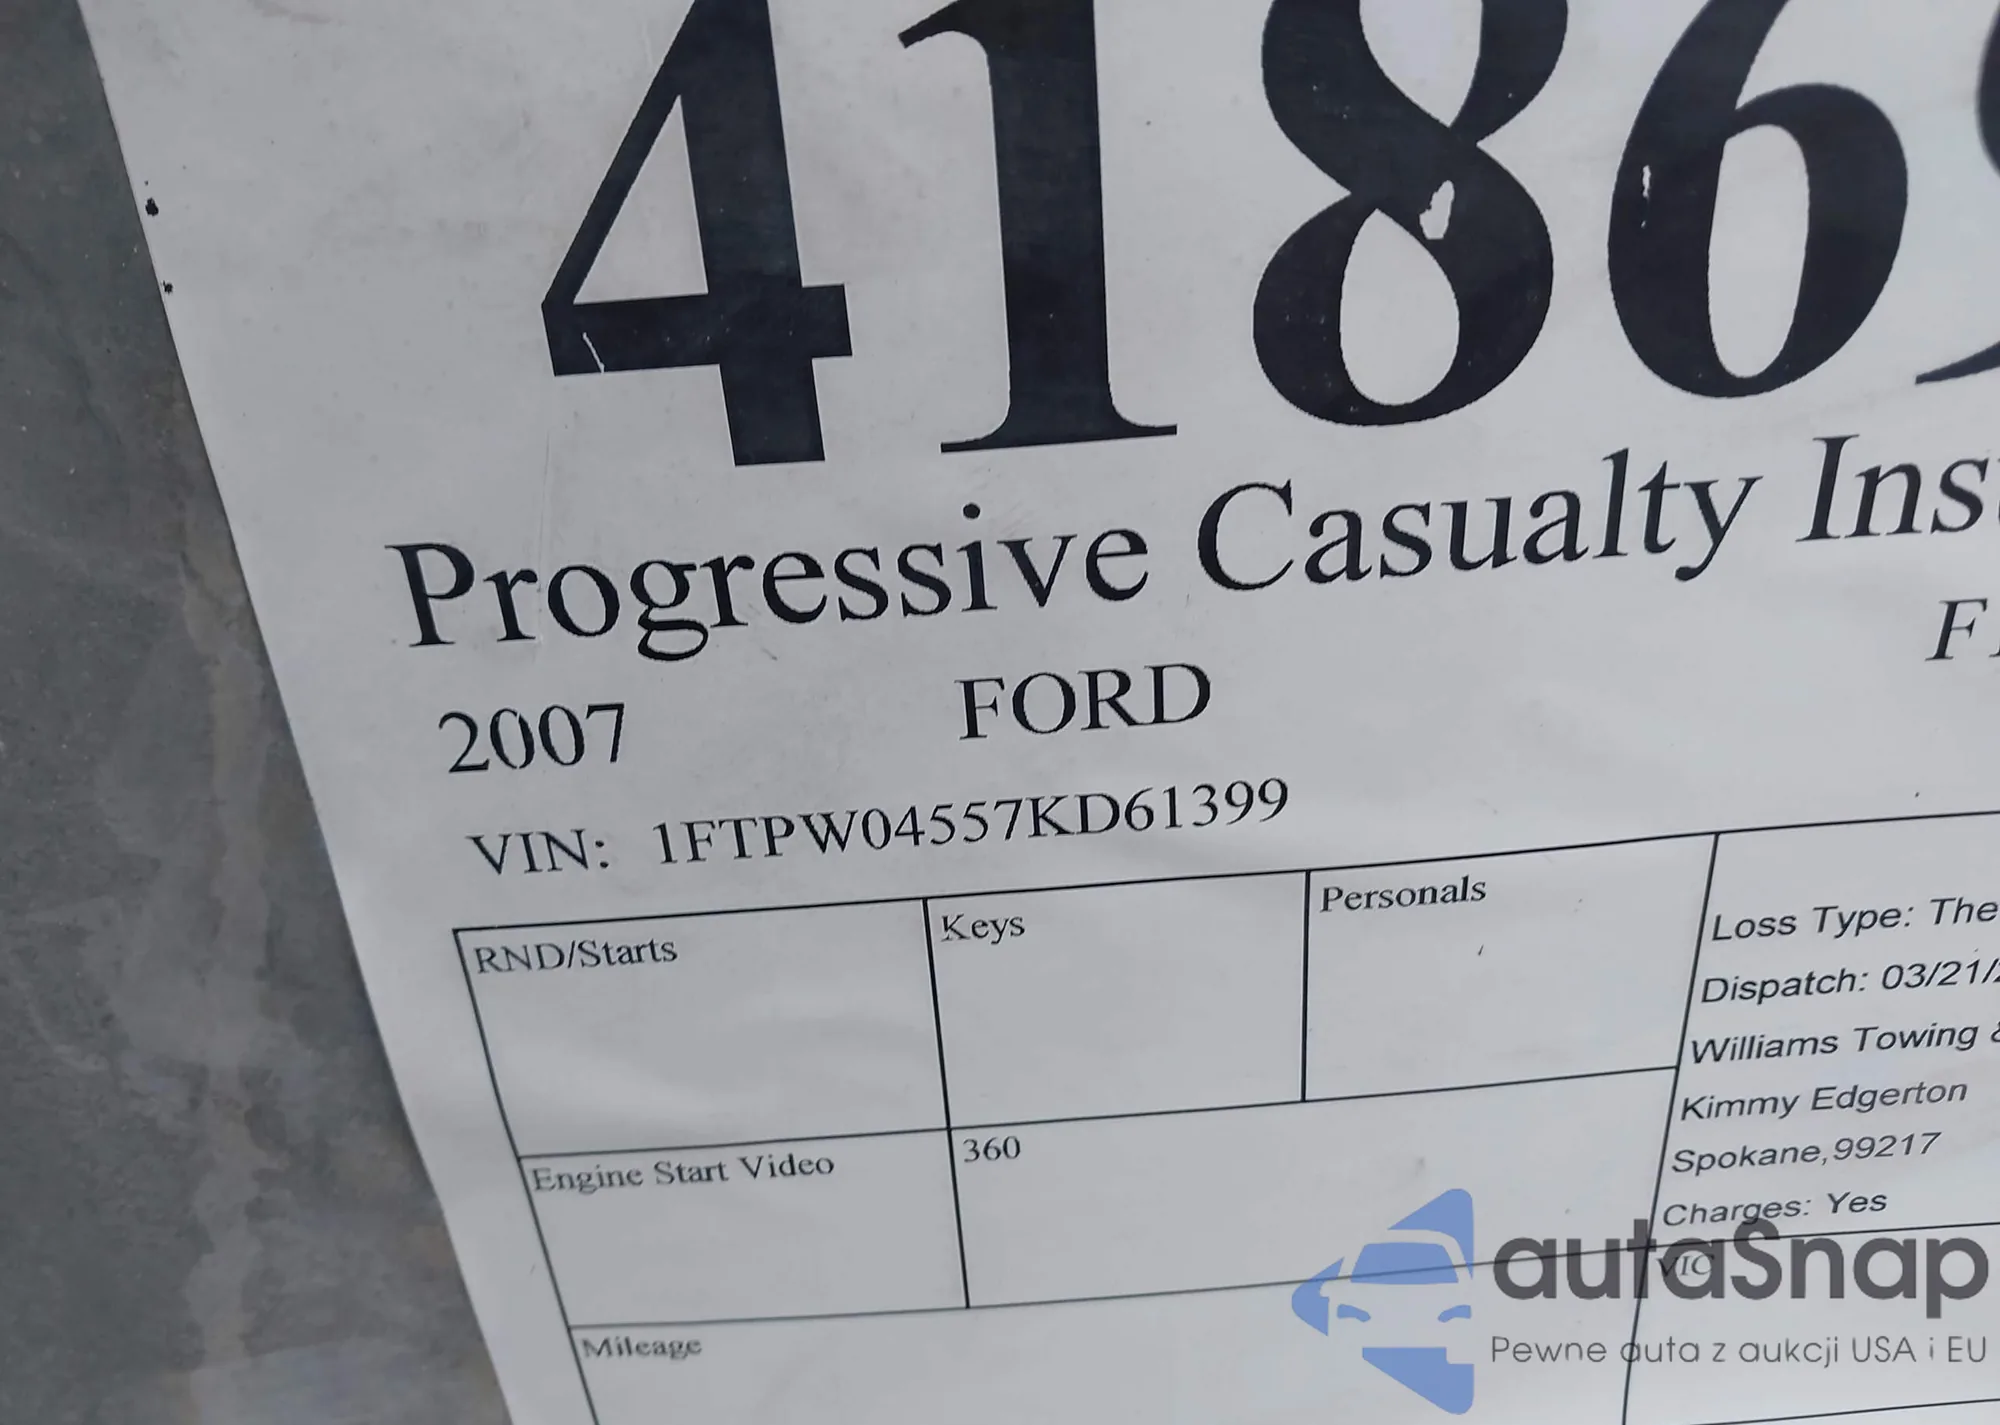 4186
Progressive Casualty Ins
2007 FORD F
VIN: 1FTPW04557KD61399
RND/Starts Keys Personals
Loss Type: The
Dispatch: 03/21/
Williams Towing &
Kimmy Edgerton
Spokane,99217
Charges: Yes
Engine Start Video 360
VIC
Mileage
autaSnap
Pewne auta z aukcji USA i EU